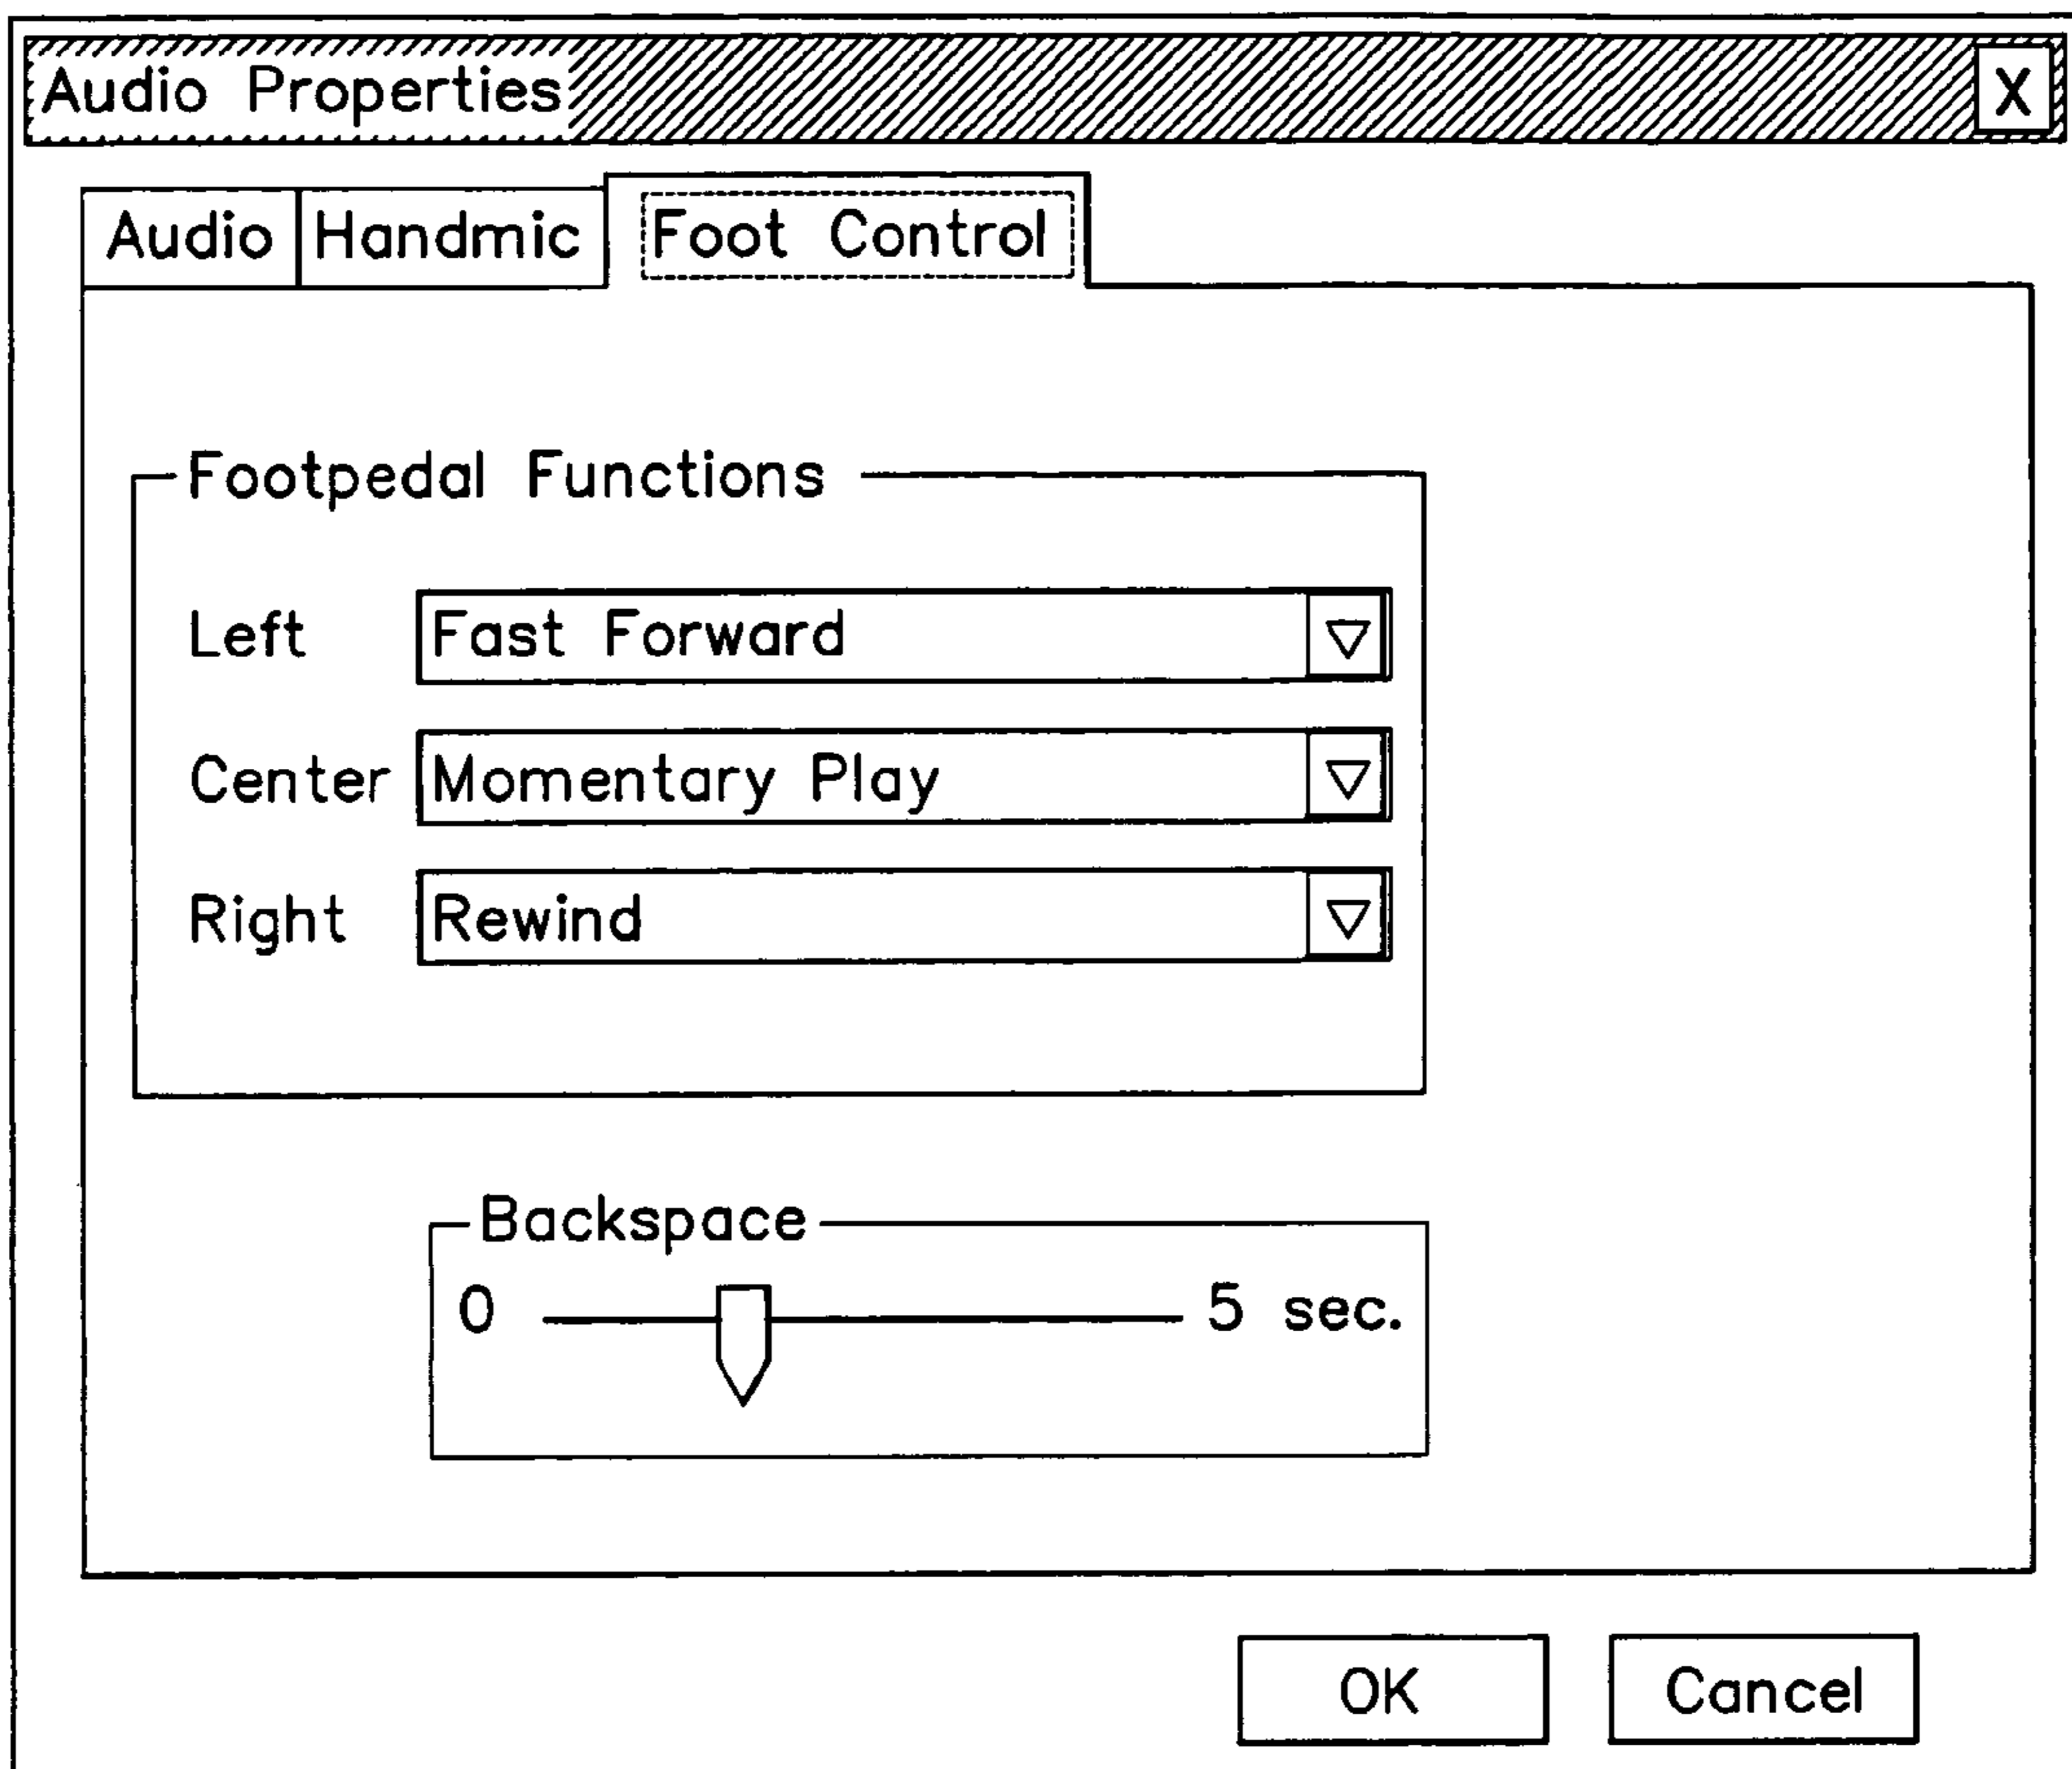 Audio Properties X
Audio Handmic Foot Control
Footpedal Functions
Left Fast Forward
Center Momentary Play
Right Rewind
Backspace
0 5 sec.
OK Cancel